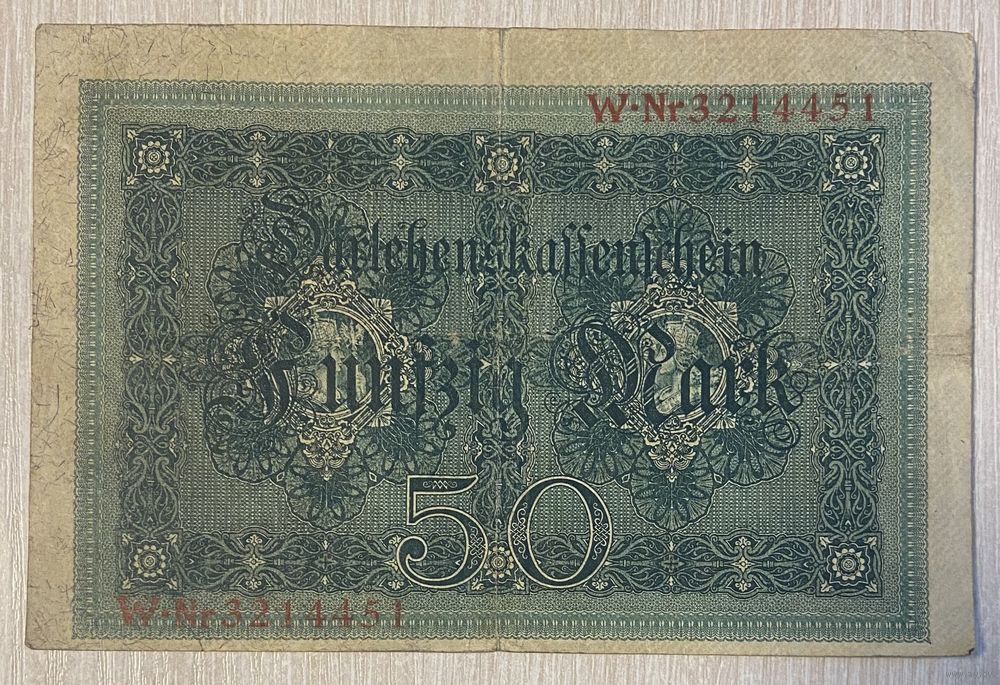 W·Nr3214451
Darlehenskassenschein
Fünfzig Mark
50
W·Nr3214451